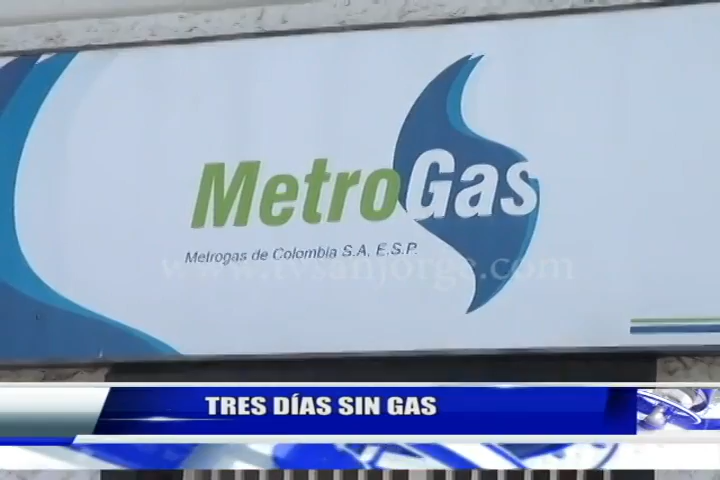 MetroGas
Metrogas de Colombia S.A, E.S.P.
www.tvsanjorge.com
TRES DÍAS SIN GAS